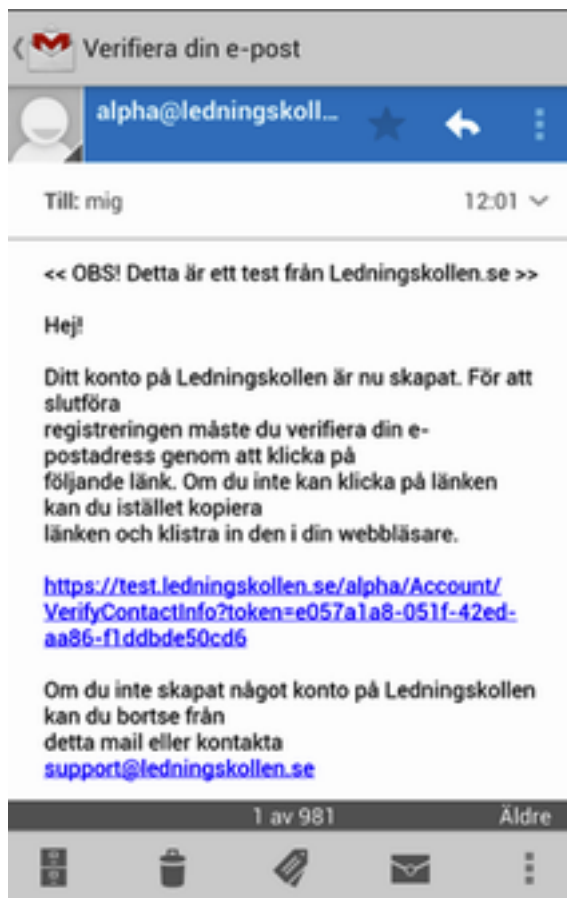 Verifiera din e-post
alpha@ledningskoll...
Till: mig
12:01
<< OBS! Detta är ett test från Ledningskollen.se >>
Hej!
Ditt konto på Ledningskollen är nu skapat. För att
slutföra
registreringen måste du verifiera din e-
postadress genom att klicka på
följande länk. Om du inte kan klicka på länken
kan du istället kopiera
länken och klistra in den i din webbläsare.
https://test.ledningskollen.se/alpha/Account/
VerifyContactInfo?token=e057a1a8-051f-42ed-
aa86-f1ddbde50cd6
Om du inte skapat något konto på Ledningskollen
kan du bortse från
detta mail eller kontakta
support@ledningskollen.se
1 av 981
Äldre